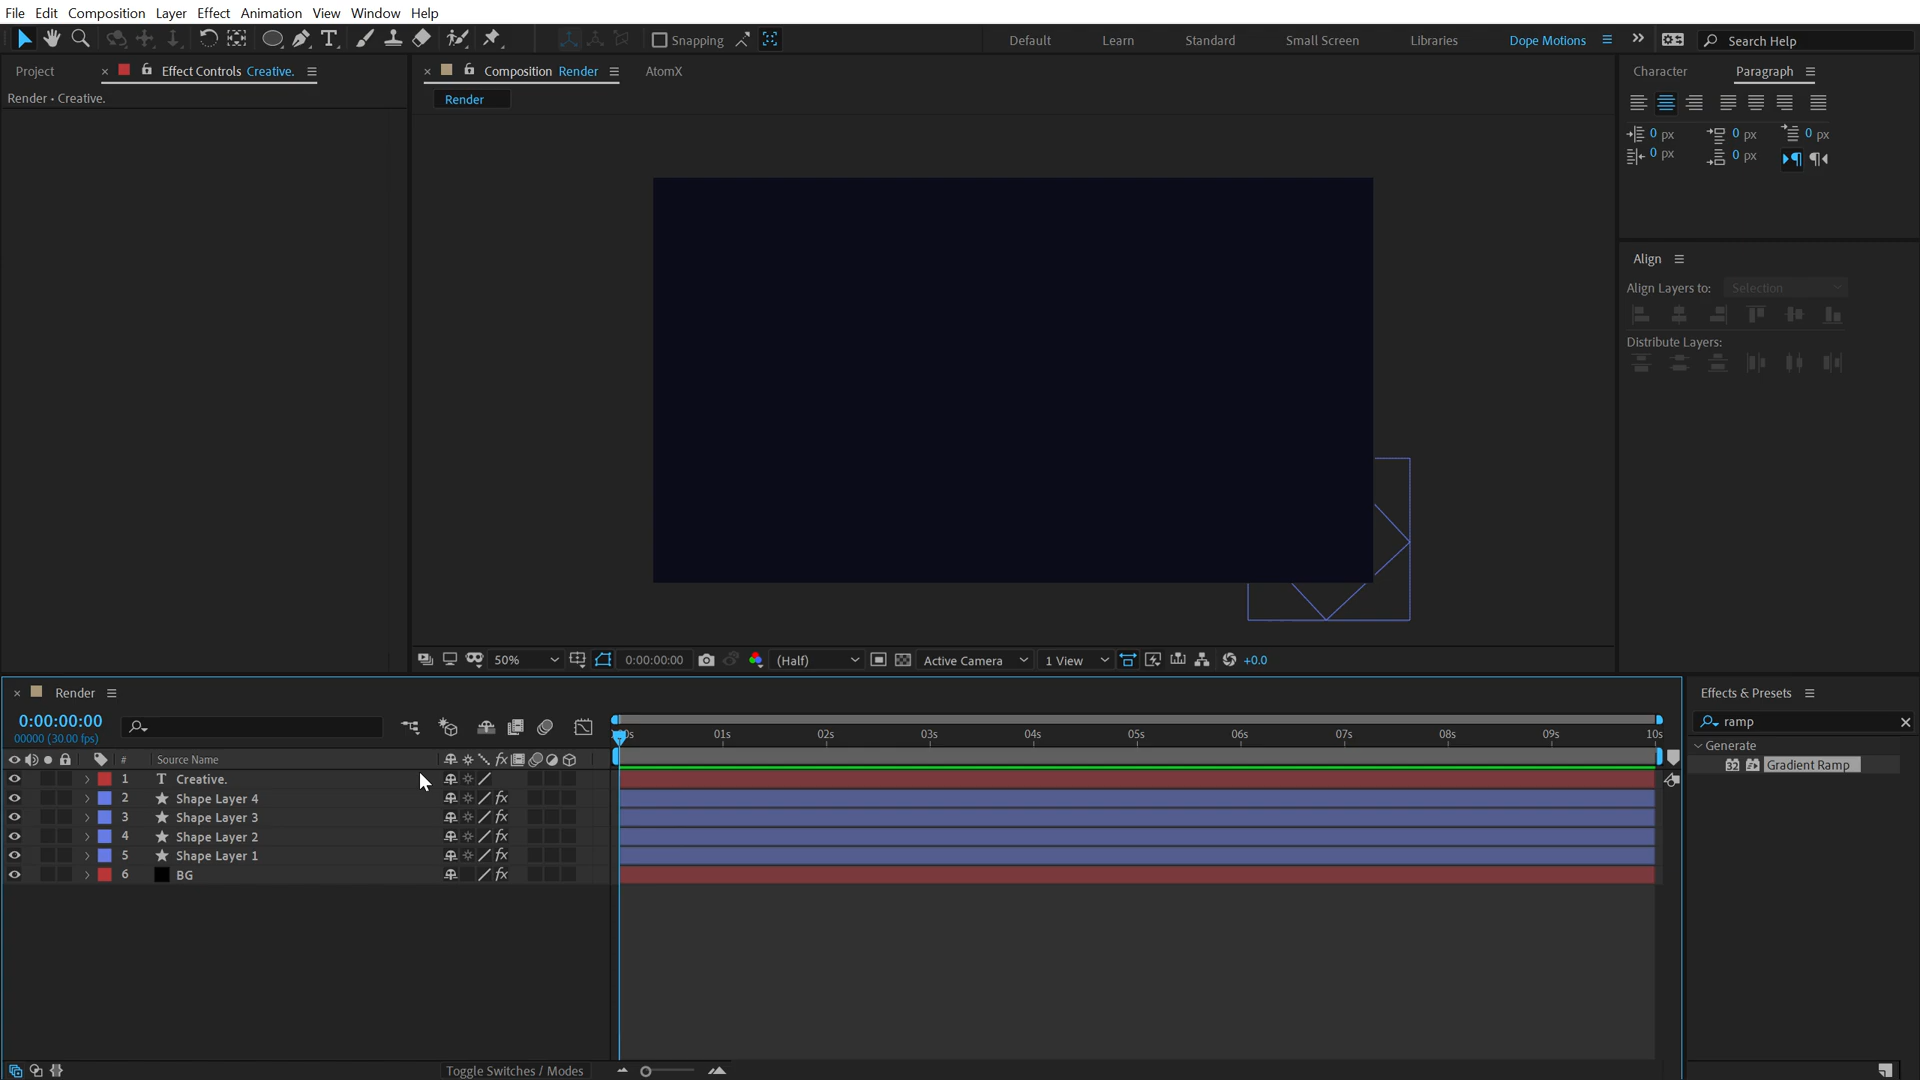 File Edit Composition Layer Effect Animation View Window Help
Snapping Default Learn Standard Small Screen Libraries Dope Motions Search Help
Project Effect Controls Creative. Composition Render AtomX Character Paragraph
Render • Creative.
Render
0 px 0 px 0 px
0 px 0 px
Align
Align Layers to: Selection
Distribute Layers:
50% 0:00:00:00 (Half) Active Camera 1 View +0.0
Render
Effects & Presets
0:00:00:00
00000 (30.00 fps)
ramp
01s 02s 03s 04s 05s 06s 07s 08s 09s 10s
Generate
# Source Name
Gradient Ramp
1 T Creative.
2 Shape Layer 4 fx
3 Shape Layer 3 fx
4 Shape Layer 2 fx
5 Shape Layer 1 fx
6 BG fx
Toggle Switches / Modes